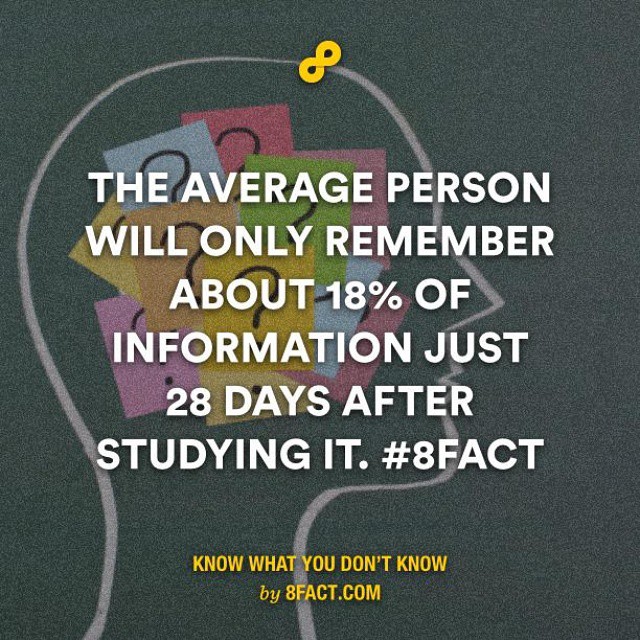 THE AVERAGE PERSON
WILL ONLY REMEMBER
ABOUT 18% OF
INFORMATION JUST
28 DAYS AFTER
STUDYING IT. #8FACT
KNOW WHAT YOU DON'T KNOW
by 8FACT.COM